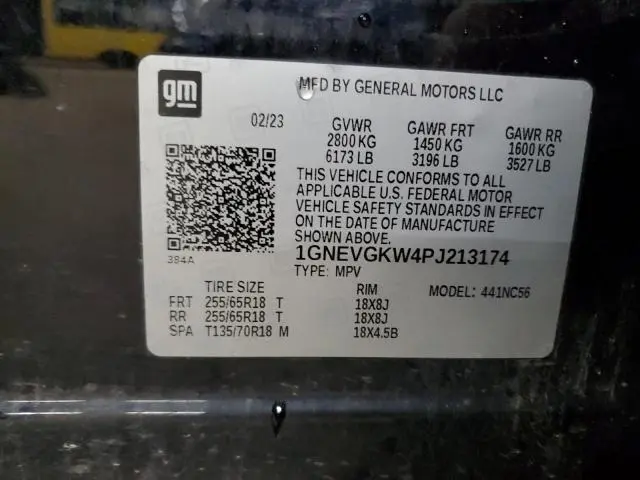 gm
MFD BY GENERAL MOTORS LLC
02/23 GVWR GAWR FRT GAWR RR
2800 KG 1450 KG 1600 KG
6173 LB 3196 LB 3527 LB
THIS VEHICLE CONFORMS TO ALL
APPLICABLE U.S. FEDERAL MOTOR
VEHICLE SAFETY STANDARDS IN EFFECT
ON THE DATE OF MANUFACTURE
SHOWN ABOVE.
384A
1GNEVGKW4PJ213174
TYPE: MPV
TIRE SIZE RIM MODEL: 441NC56
FRT 255/65R18 T 18X8J
RR 255/65R18 T 18X8J
SPA T135/70R18 M 18X4.5B